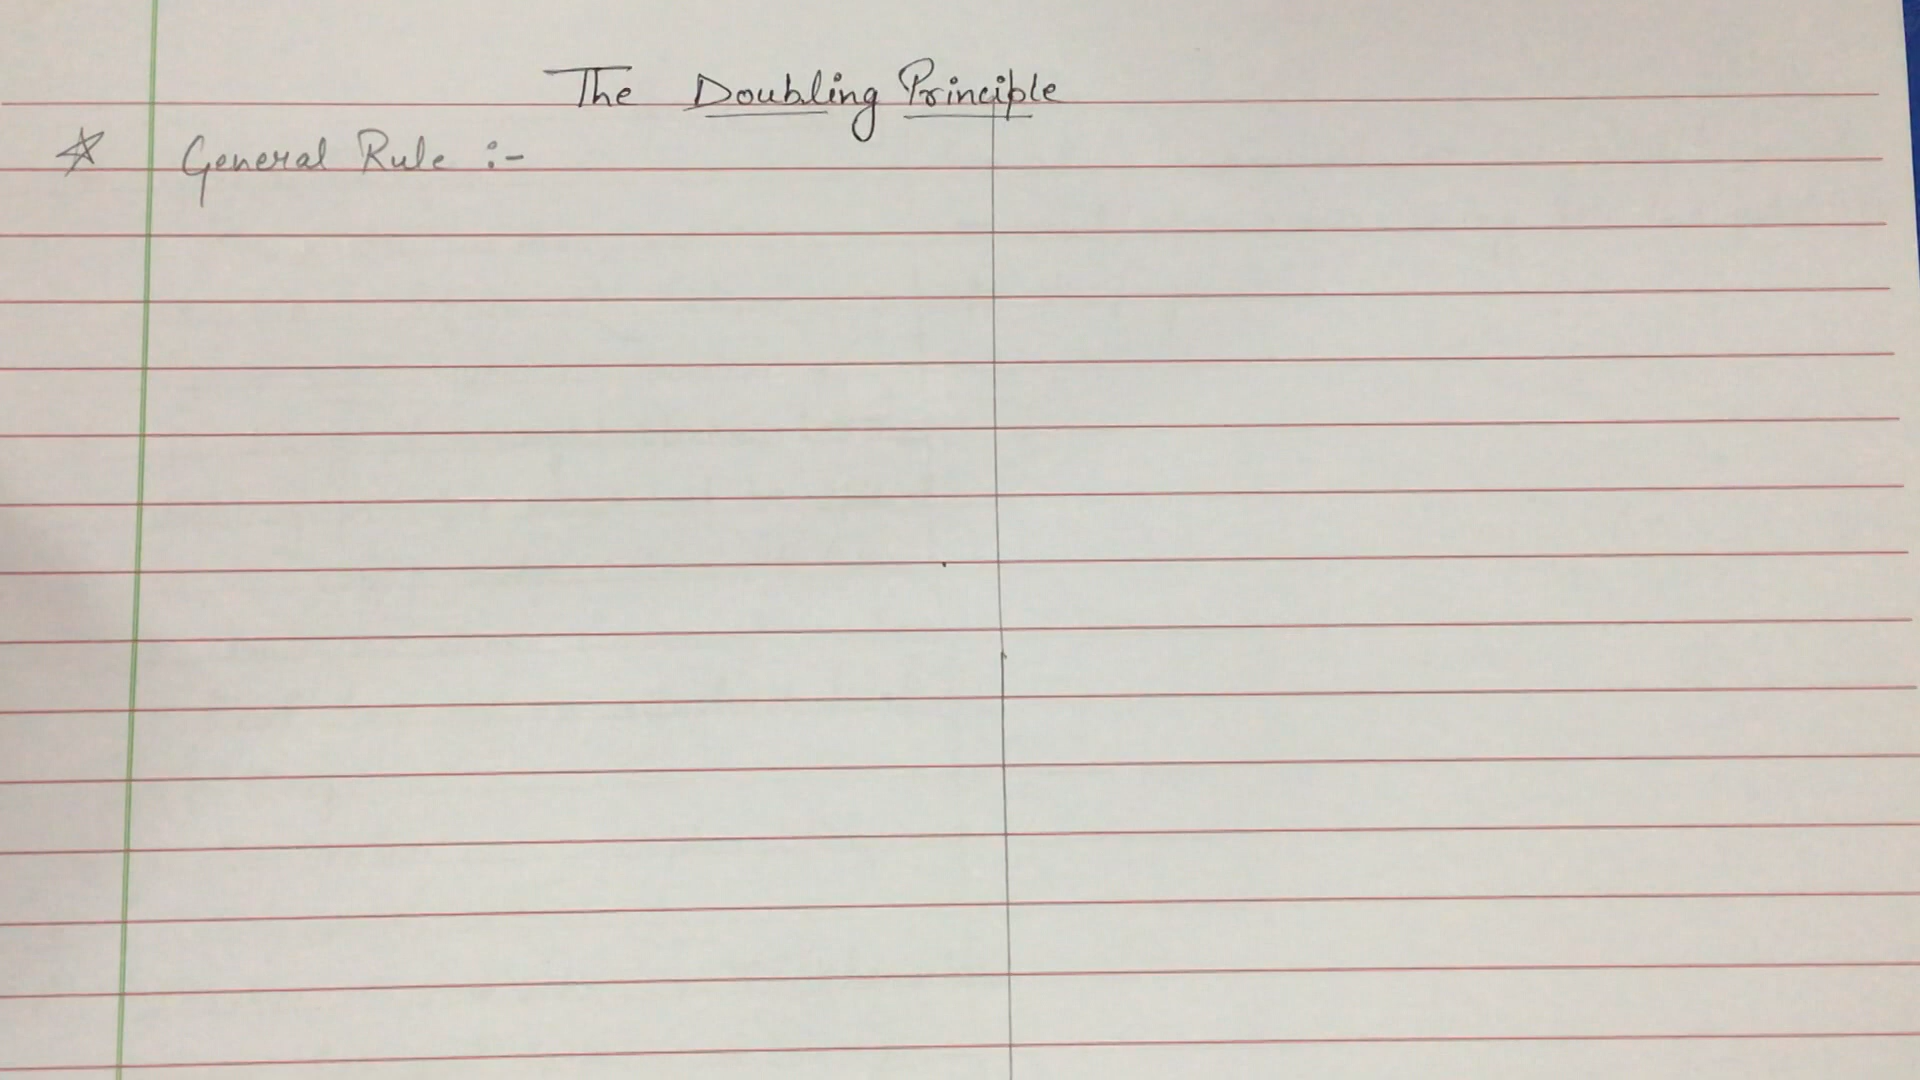 The Doubling Principle
☆ General Rule :-